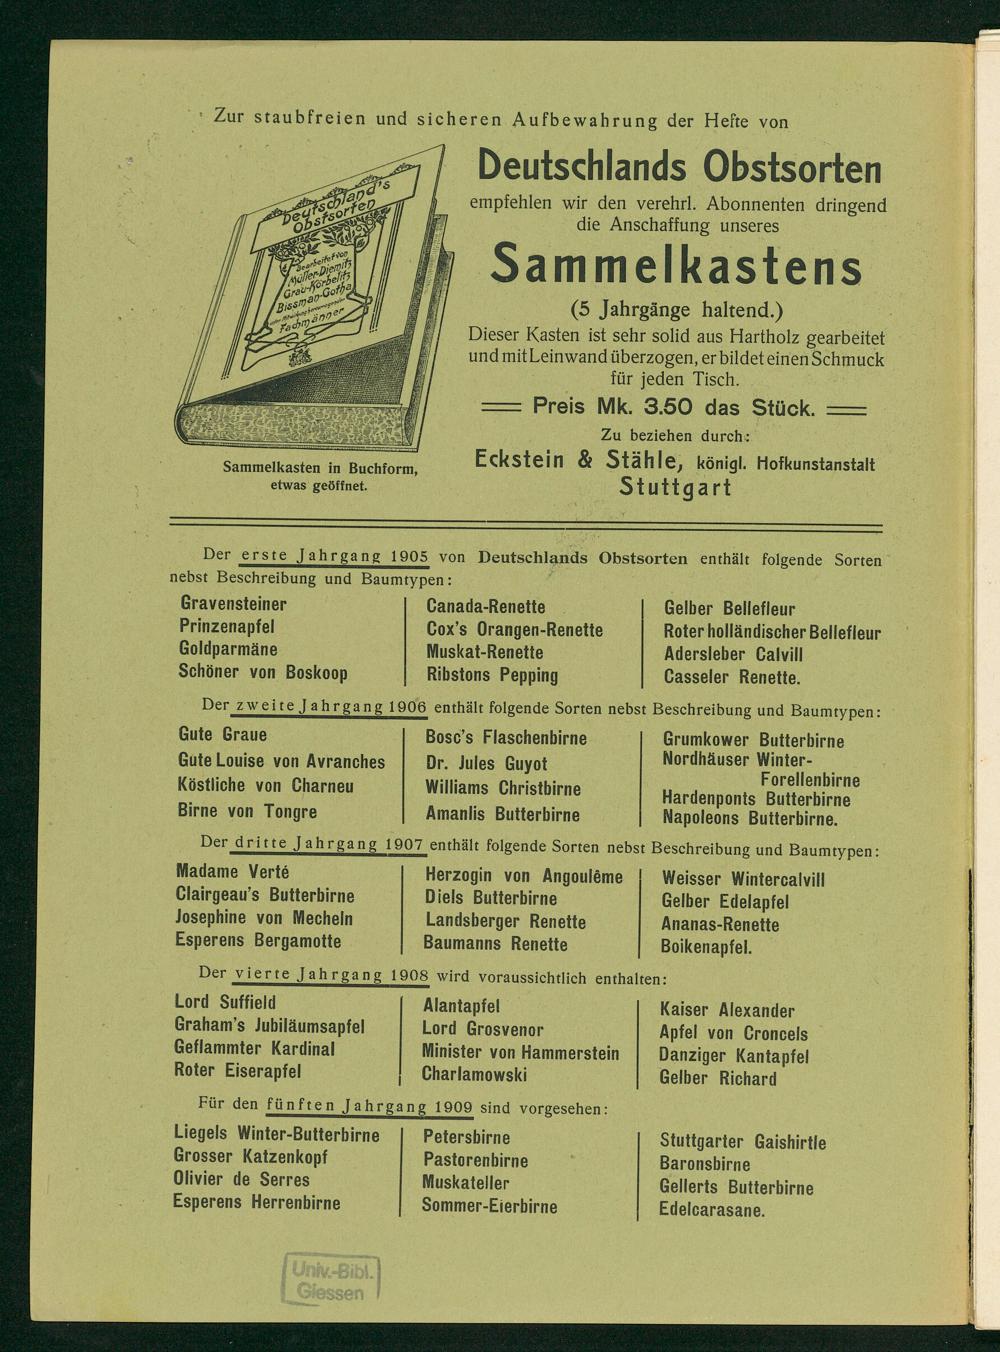 Zur staubfreien und sicheren Aufbewahrung der Hefte von
Deutschland's
Obstsorten
Bearbeitet von
Müller-Diemitz
Grau-Körbelitz
Bissman-Gotha
Fachmänner
Sammelkasten in Buchform,
etwas geöffnet.
Deutschlands Obstsorten
empfehlen wir den verehrl. Abonnenten dringend
die Anschaffung unseres
Sammelkastens
(5 Jahrgänge haltend.)
Dieser Kasten ist sehr solid aus Hartholz gearbeitet
und mit Leinwand überzogen, er bildet einen Schmuck
für jeden Tisch.
Preis Mk. 3.50 das Stück.
Zu beziehen durch:
Eckstein & Stähle, königl. Hofkunstanstalt
Stuttgart
Der erste Jahrgang 1905 von Deutschlands Obstsorten enthält folgende Sorten
nebst Beschreibung und Baumtypen:
Gravensteiner
Prinzenapfel
Goldparmäne
Schöner von Boskoop
Canada-Renette
Cox's Orangen-Renette
Muskat-Renette
Ribstons Pepping
Gelber Bellefleur
Roter holländischer Bellefleur
Adersleber Calvill
Casseler Renette.
Der zweite Jahrgang 1906 enthält folgende Sorten nebst Beschreibung und Baumtypen:
Gute Graue
Gute Louise von Avranches
Köstliche von Charneu
Birne von Tongre
Bosc's Flaschenbirne
Dr. Jules Guyot
Williams Christbirne
Amanlis Butterbirne
Grumkower Butterbirne
Nordhäuser Winter-
Forellenbirne
Hardenponts Butterbirne
Napoleons Butterbirne.
Der dritte Jahrgang 1907 enthält folgende Sorten nebst Beschreibung und Baumtypen:
Madame Verté
Clairgeau's Butterbirne
Josephine von Mecheln
Esperens Bergamotte
Herzogin von Angoulême
Diels Butterbirne
Landsberger Renette
Baumanns Renette
Weisser Wintercalvill
Gelber Edelapfel
Ananas-Renette
Boikenapfel.
Der vierte Jahrgang 1908 wird voraussichtlich enthalten:
Lord Suffield
Graham's Jubiläumsapfel
Geflammter Kardinal
Roter Eiserapfel
Alantapfel
Lord Grosvenor
Minister von Hammerstein
Charlamowski
Kaiser Alexander
Apfel von Croncels
Danziger Kantapfel
Gelber Richard
Für den fünften Jahrgang 1909 sind vorgesehen:
Liegels Winter-Butterbirne
Grosser Katzenkopf
Olivier de Serres
Esperens Herrenbirne
Petersbirne
Pastorenbirne
Muskateller
Sommer-Eierbirne
Stuttgarter Gaishirtle
Baronsbirne
Gellerts Butterbirne
Edelcarasane.
Univ.-Bibl.
Giessen